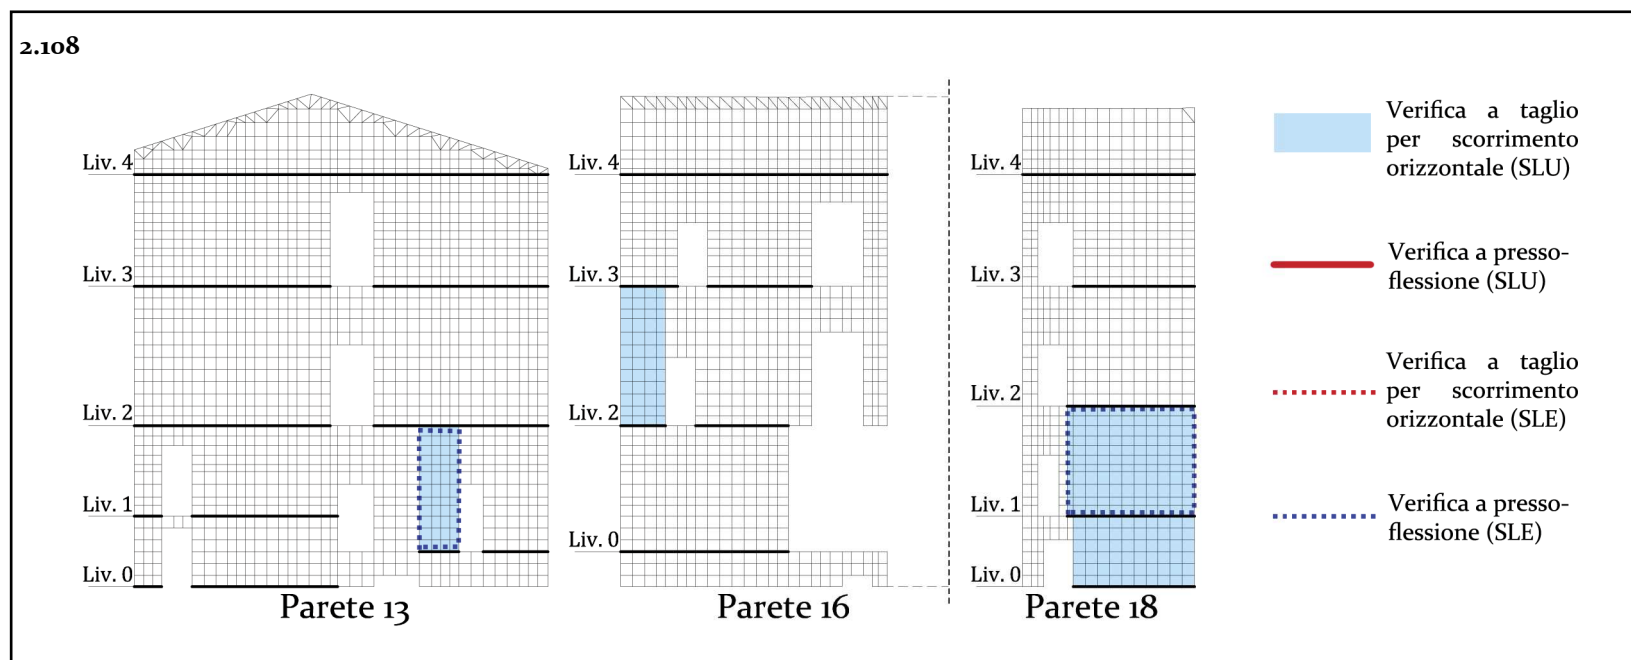 2.108
Liv. 4
Liv. 3
Liv. 2
Liv. 1
Liv. 0
Parete 13
Liv. 4
Liv. 3
Liv. 2
Liv. 0
Parete 16
Liv. 4
Liv. 3
Liv. 2
Liv. 1
Liv. 0
Parete 18
Verifica a taglio
per scorrimento
orizzontale (SLU)
Verifica a presso-
flessione (SLU)
Verifica a taglio
per scorrimento
orizzontale (SLE)
Verifica a presso-
flessione (SLE)